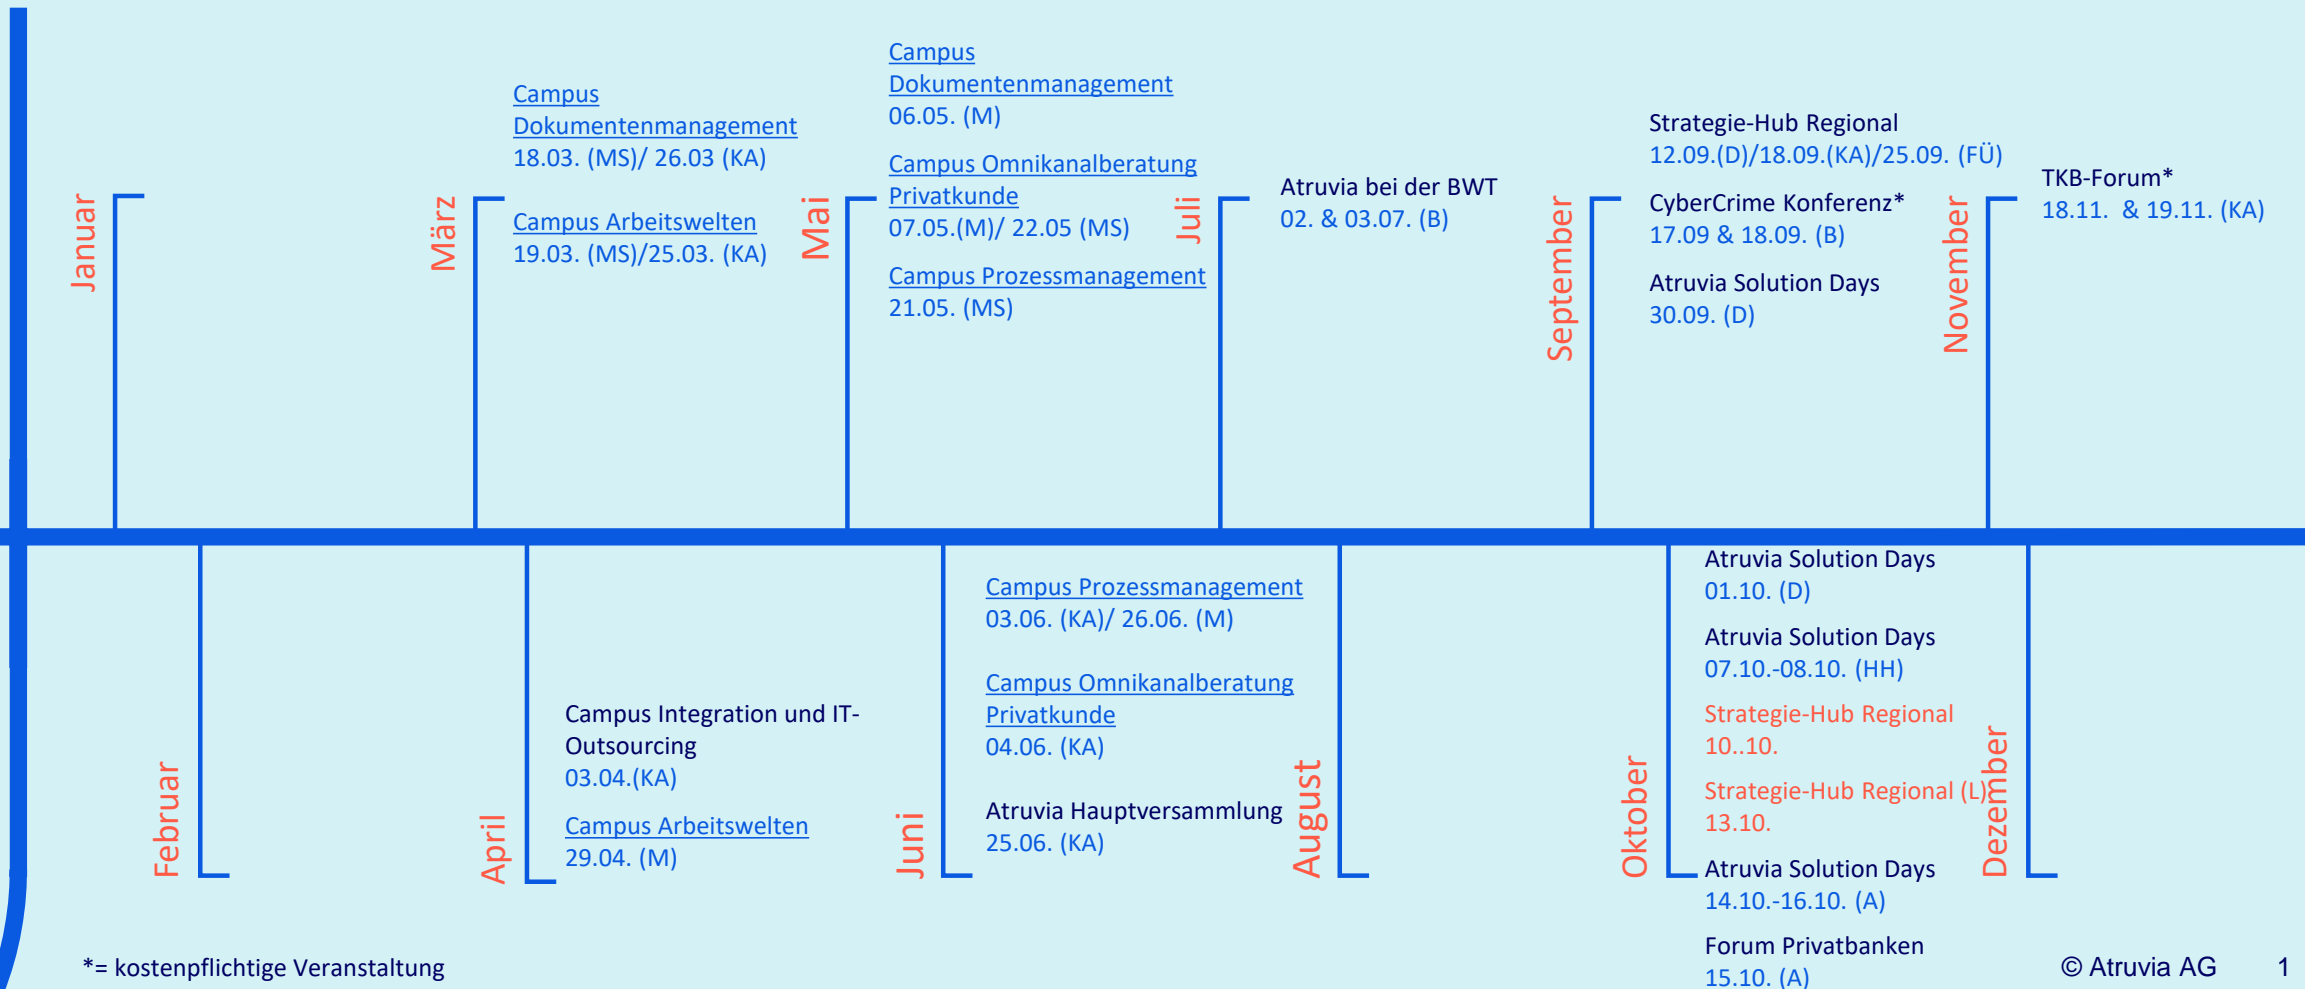 Januar
März
Campus
Dokumentenmanagement
18.03. (MS)/ 26.03 (KA)
Campus Arbeitswelten
19.03. (MS)/25.03. (KA)
Mai
Campus
Dokumentenmanagement
06.05. (M)
Campus Omnikanalberatung
Privatkunde
07.05.(M)/ 22.05 (MS)
Campus Prozessmanagement
21.05. (MS)
Juli
Atruvia bei der BWT
02. & 03.07. (B)
September
Strategie-Hub Regional
12.09.(D)/18.09.(KA)/25.09. (FÜ)
CyberCrime Konferenz*
17.09 & 18.09. (B)
Atruvia Solution Days
30.09. (D)
November
TKB-Forum*
18.11.  & 19.11. (KA)
Februar
April
Campus Integration und IT-
Outsourcing
03.04.(KA)
Campus Arbeitswelten
29.04. (M)
Juni
Campus Prozessmanagement
03.06. (KA)/ 26.06. (M)
Campus Omnikanalberatung
Privatkunde
04.06. (KA)
Atruvia Hauptversammlung
25.06. (KA)
August
Oktober
Atruvia Solution Days
01.10. (D)
Atruvia Solution Days
07.10.-08.10. (HH)
Strategie-Hub Regional
10..10.
Strategie-Hub Regional (L)
13.10.
Atruvia Solution Days
14.10.-16.10. (A)
Forum Privatbanken
15.10. (A)
Dezember
*= kostenpflichtige Veranstaltung
© Atruvia AG 1